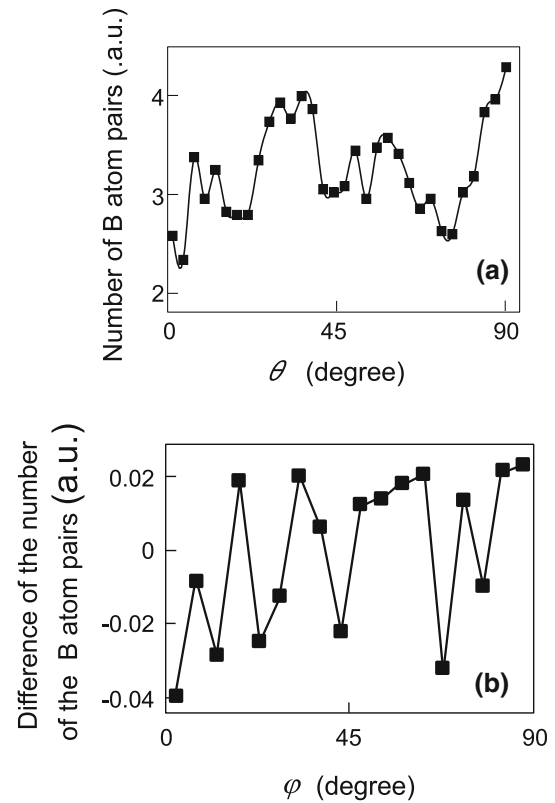 Number of B atom pairs (.a.u.)
4
3
2
(a)
0
45
90
θ (degree)
Difference of the number
of the B atom pairs (a.u.)
0.02
0
-0.02
-0.04
(b)
0
45
90
φ (degree)